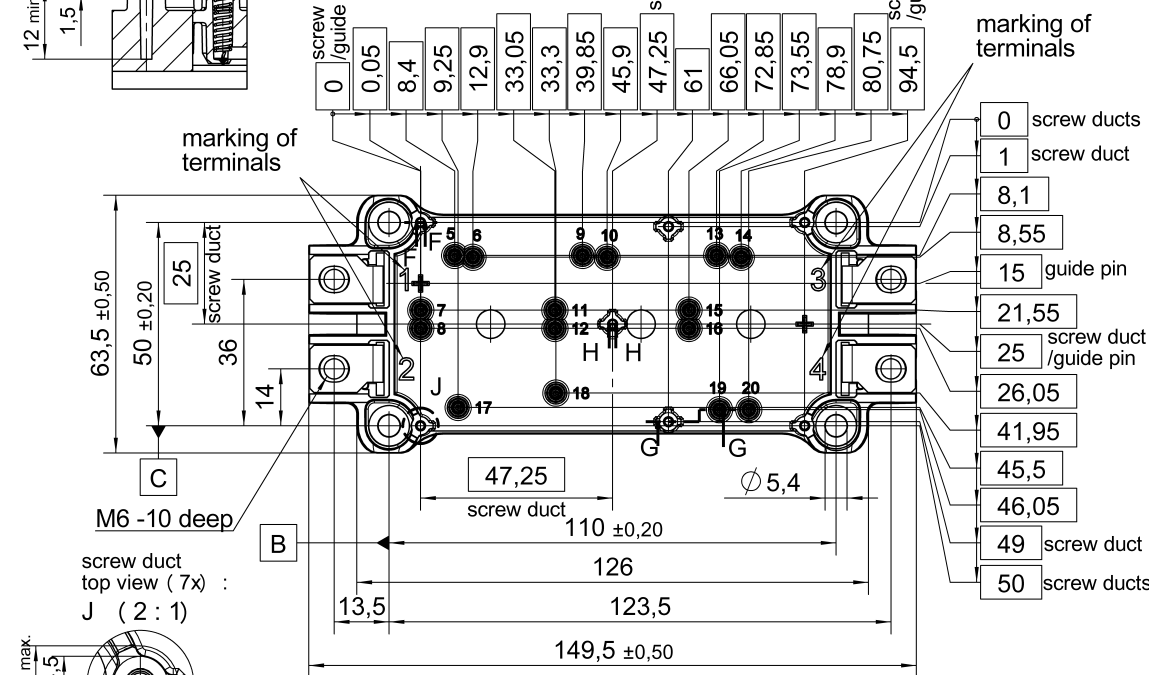 12 min
1,5
screw
/guide
sc
/gu
0
0,05
8,4
9,25
12,9
33,05
33,3
39,85
45,9
47,25
61
66,05
72,85
73,55
78,9
80,75
94,5
marking of
terminals
marking of
terminals
0 screw ducts
1 screw duct
8,1
8,55
15 guide pin
21,55
25 screw duct
/guide pin
26,05
41,95
45,5
46,05
49 screw duct
50 screw ducts
63,5 ±0,50
50 ±0,20
25
screw duct
36
14
F
F
5 6 9 10 13 14
1
3
7 11 15
8 12 16
H H
2
4
J
18
17
19 20
G G
C
M6 -10 deep
47,25
screw duct
∅ 5,4
B
110 ±0,20
126
13,5
123,5
149,5 ±0,50
screw duct
top view ( 7x) :
J ( 2 : 1)
max.